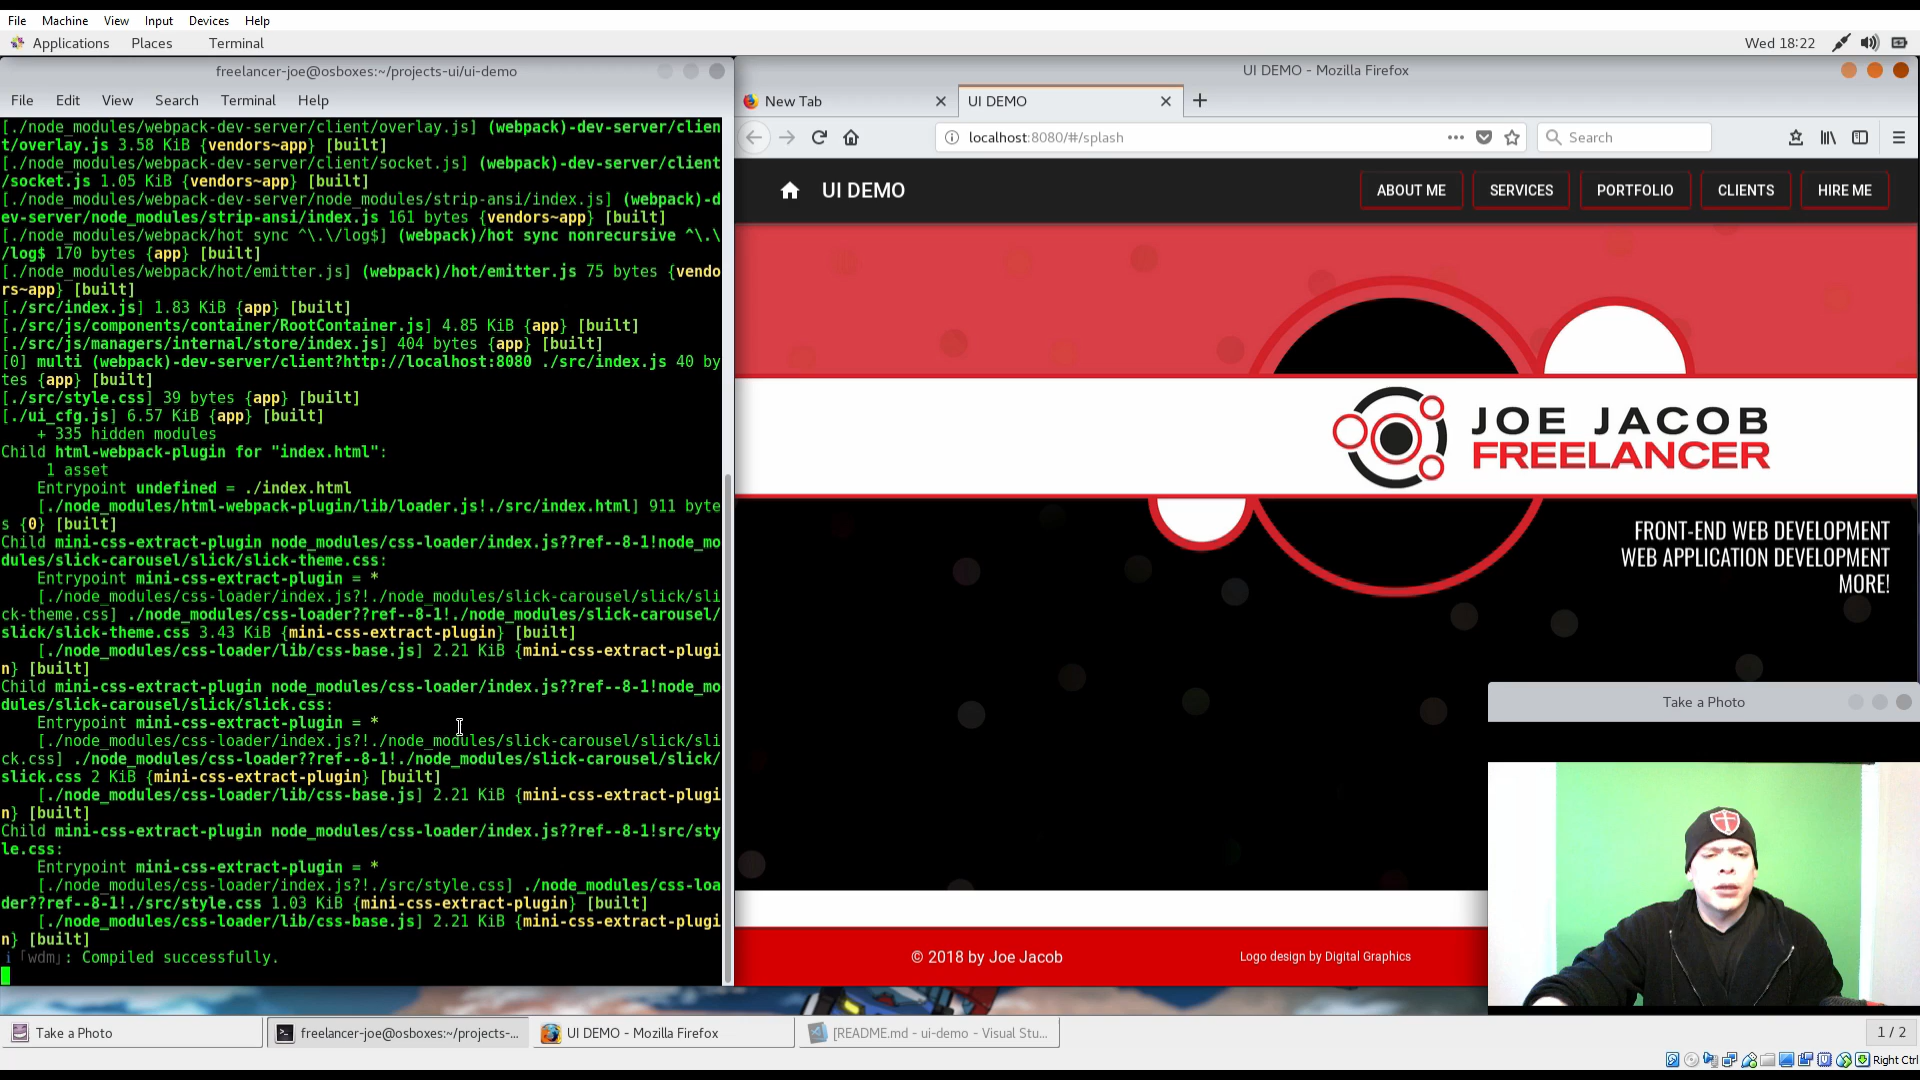 File Machine View Input Devices Help
Applications Places Terminal
Wed 18:22
freelancer-joe@osboxes:~/projects-ui/ui-demo
File Edit View Search Terminal Help
[./node_modules/webpack-dev-server/client/overlay.js] (webpack)-dev-server/clien
t/overlay.js 3.58 KiB {vendors~app} [built]
[./node_modules/webpack-dev-server/client/socket.js] (webpack)-dev-server/client
/socket.js 1.05 KiB {vendors~app} [built]
[./node_modules/webpack-dev-server/node_modules/strip-ansi/index.js] (webpack)-d
ev-server/node_modules/strip-ansi/index.js 161 bytes {vendors~app} [built]
[./node_modules/webpack/hot sync ^\.\/log$] (webpack)/hot sync nonrecursive ^\.\
/log$ 170 bytes {app} [built]
[./node_modules/webpack/hot/emitter.js] (webpack)/hot/emitter.js 75 bytes {vendo
rs~app} [built]
[./src/index.js] 1.83 KiB {app} [built]
[./src/js/components/container/RootContainer.js] 4.85 KiB {app} [built]
[./src/js/managers/internal/store/index.js] 404 bytes {app} [built]
[0] multi (webpack)-dev-server/client?http://localhost:8080 ./src/index.js 40 by
tes {app} [built]
[./src/style.css] 39 bytes {app} [built]
[./ui_cfg.js] 6.57 KiB {app} [built]
+ 335 hidden modules
Child html-webpack-plugin for "index.html":
1 asset
Entrypoint undefined = ./index.html
[./node_modules/html-webpack-plugin/lib/loader.js!./src/index.html] 911 byte
s {0} [built]
Child mini-css-extract-plugin node_modules/css-loader/index.js??ref--8-1!node_mo
dules/slick-carousel/slick/slick-theme.css:
Entrypoint mini-css-extract-plugin = *
[./node_modules/css-loader/index.js?!./node_modules/slick-carousel/slick/sli
ck-theme.css] ./node_modules/css-loader??ref--8-1!./node_modules/slick-carousel/
slick/slick-theme.css 3.43 KiB {mini-css-extract-plugin} [built]
[./node_modules/css-loader/lib/css-base.js] 2.21 KiB {mini-css-extract-plugi
n} [built]
Child mini-css-extract-plugin node_modules/css-loader/index.js??ref--8-1!node_mo
dules/slick-carousel/slick/slick.css:
Entrypoint mini-css-extract-plugin = *
[./node_modules/css-loader/index.js?!./node_modules/slick-carousel/slick/sli
ck.css] ./node_modules/css-loader??ref--8-1!./node_modules/slick-carousel/slick/
slick.css 2 KiB {mini-css-extract-plugin} [built]
[./node_modules/css-loader/lib/css-base.js] 2.21 KiB {mini-css-extract-plugi
n} [built]
Child mini-css-extract-plugin node_modules/css-loader/index.js??ref--8-1!src/sty
le.css:
Entrypoint mini-css-extract-plugin = *
[./node_modules/css-loader/index.js?!./src/style.css] ./node_modules/css-loa
der??ref--8-1!./src/style.css 1.03 KiB {mini-css-extract-plugin} [built]
[./node_modules/css-loader/lib/css-base.js] 2.21 KiB {mini-css-extract-plugi
n} [built]
i ｢wdm｣: Compiled successfully.
UI DEMO - Mozilla Firefox
New Tab
UI DEMO
localhost:8080/#/splash
Search
UI DEMO
ABOUT ME
SERVICES
PORTFOLIO
CLIENTS
HIRE ME
JOE JACOB
FREELANCER
FRONT-END WEB DEVELOPMENT
WEB APPLICATION DEVELOPMENT
MORE!
Take a Photo
© 2018 by Joe Jacob
Logo design by Digital Graphics
Take a Photo
freelancer-joe@osboxes:~/projects-...
UI DEMO - Mozilla Firefox
[README.md - ui-demo - Visual Stu...
1 / 2
Right Ctrl